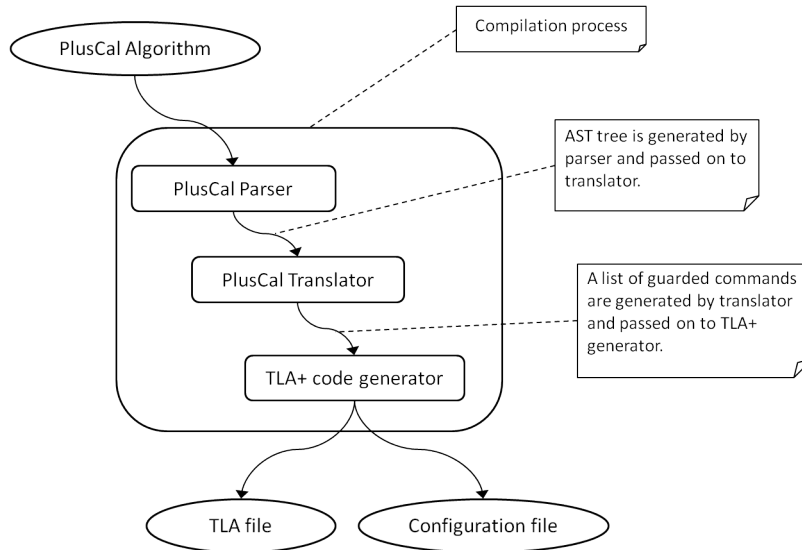 PlusCal Algorithm
Compilation process
AST tree is generated by
parser and passed on to
translator.
PlusCal Parser
PlusCal Translator
A list of guarded commands
are generated by translator
and passed on to TLA+
generator.
TLA+ code generator
TLA file
Configuration file